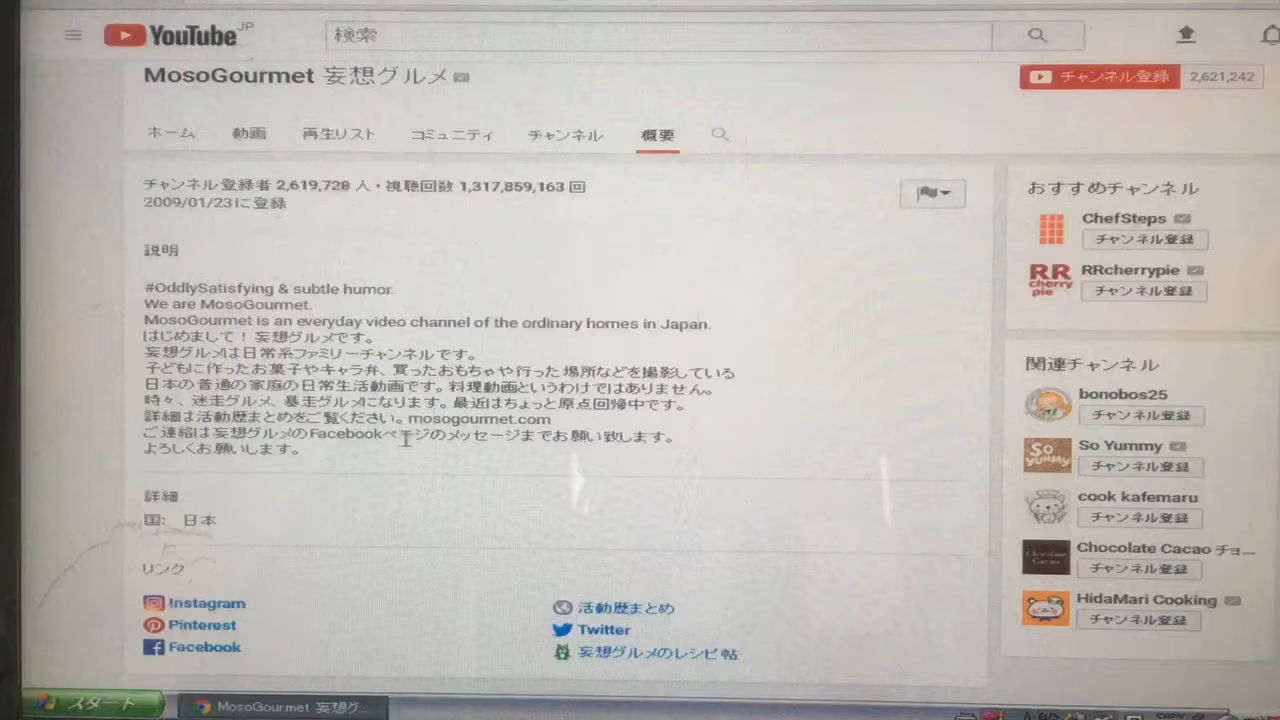 YouTube JP
検索
MosoGourmet 妄想グルメ
チャンネル登録 2,621,242
ホーム 動画 再生リスト コミュニティ チャンネル 概要
チャンネル登録者 2,619,728 人・視聴回数 1,317,859,163 回
2009/01/23に登録
説明
#OddlySatisfying & subtle humor.
We are MosoGourmet.
MosoGourmet is an everyday video channel of the ordinary homes in Japan.
はじめまして！妄想グルメです。
妄想グルメは日常系ファミリーチャンネルです。
子どもに作ったお菓子やキャラ弁、買ったおもちゃや行った場所などを撮影している
日本の普通の家庭の日常生活動画です。料理動画というわけではありません。
時々、迷走グルメ、暴走グルメになります。最近はちょっと原点回帰中です。
詳細は活動歴まとめをご覧ください。mosogourmet.com
ご連絡は妄想グルメのFacebookページのメッセージまでお願い致します。
よろしくお願いします。
詳細
国: 日本
リンク
Instagram
Pinterest
Facebook
活動歴まとめ
Twitter
妄想グルメのレシピ帖
おすすめチャンネル
ChefSteps
チャンネル登録
RR
cherry
pie
RRcherrypie
チャンネル登録
関連チャンネル
bonobos25
チャンネル登録
So
YUMMY
So Yummy
チャンネル登録
cook kafemaru
チャンネル登録
Chocolate
Cacao
Chocolate Cacao チョ...
チャンネル登録
HidaMari Cooking
チャンネル登録
スタート
MosoGourmet 妄想グ...